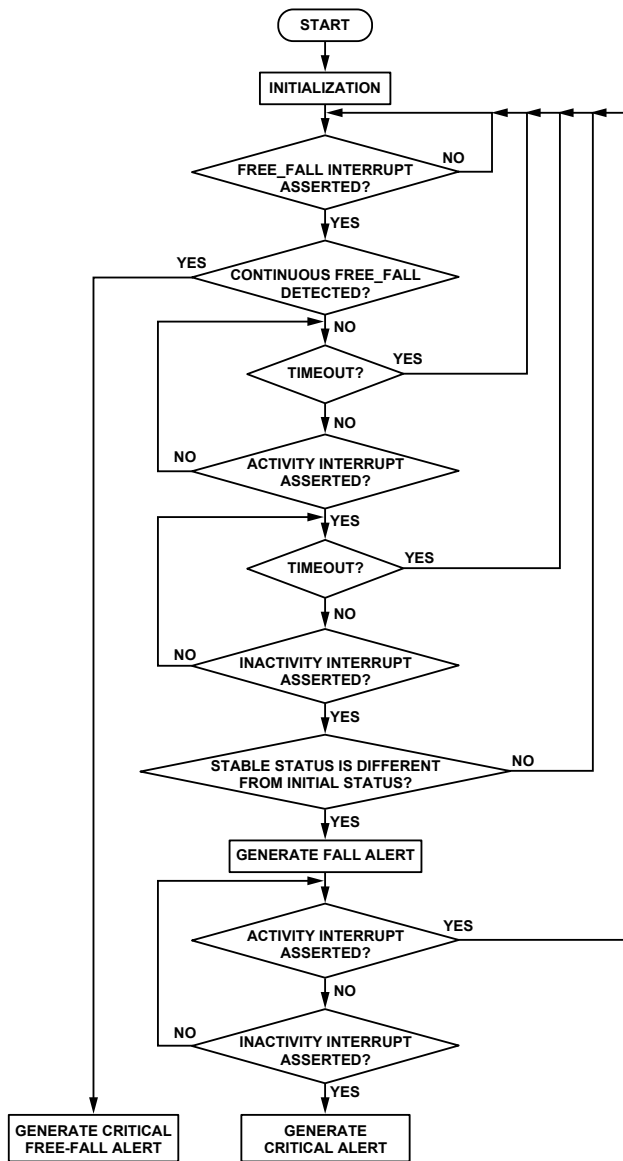 START
INITIALIZATION
FREE_FALL INTERRUPT
ASSERTED?
NO
YES
YES
CONTINUOUS FREE_FALL
DETECTED?
NO
TIMEOUT?
YES
NO
NO
ACTIVITY INTERRUPT
ASSERTED?
YES
TIMEOUT?
YES
NO
NO
INACTIVITY INTERRUPT
ASSERTED?
YES
STABLE STATUS IS DIFFERENT
FROM INITIAL STATUS?
NO
YES
GENERATE FALL ALERT
ACTIVITY INTERRUPT
ASSERTED?
YES
NO
NO
INACTIVITY INTERRUPT
ASSERTED?
YES
GENERATE CRITICAL
FREE-FALL ALERT
GENERATE
CRITICAL ALERT